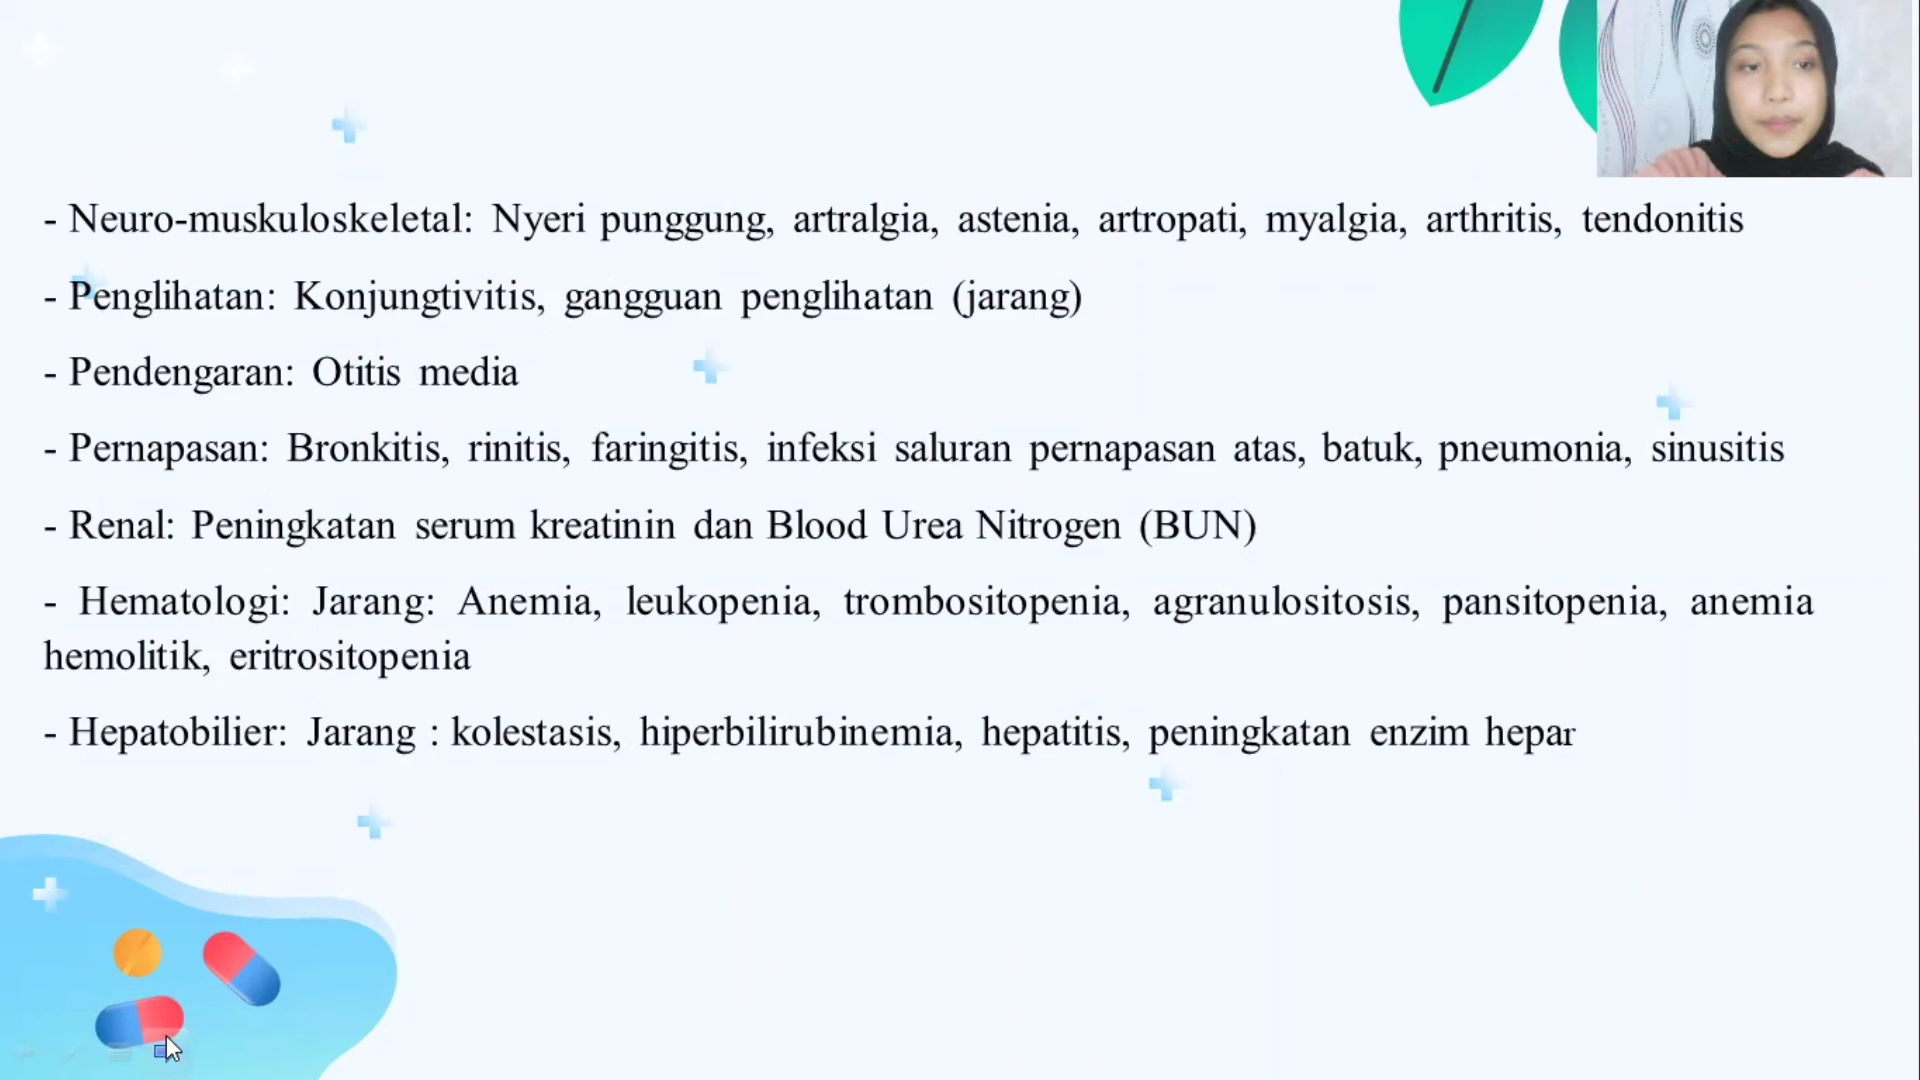 - Neuro-muskuloskeletal: Nyeri punggung, artralgia, astenia, artropati, myalgia, arthritis, tendonitis
- Penglihatan: Konjungtivitis, gangguan penglihatan (jarang)
- Pendengaran: Otitis media
- Pernapasan: Bronkitis, rinitis, faringitis, infeksi saluran pernapasan atas, batuk, pneumonia, sinusitis
- Renal: Peningkatan serum kreatinin dan Blood Urea Nitrogen (BUN)
- Hematologi: Jarang: Anemia, leukopenia, trombositopenia, agranulositosis, pansitopenia, anemia
hemolitik, eritrositopenia
- Hepatobilier: Jarang : kolestasis, hiperbilirubinemia, hepatitis, peningkatan enzim hepar